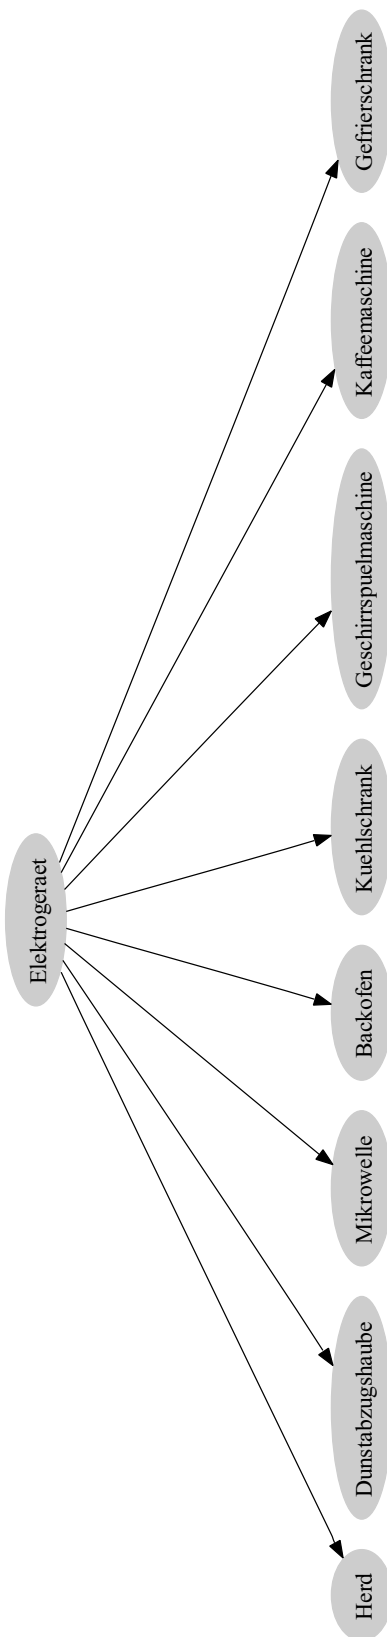 Elektrogeraet
Herd
Dunstabzugshaube
Mikrowelle
Backofen
Kuehlschrank
Geschirrspuelmaschine
Kaffeemaschine
Gefrierschrank